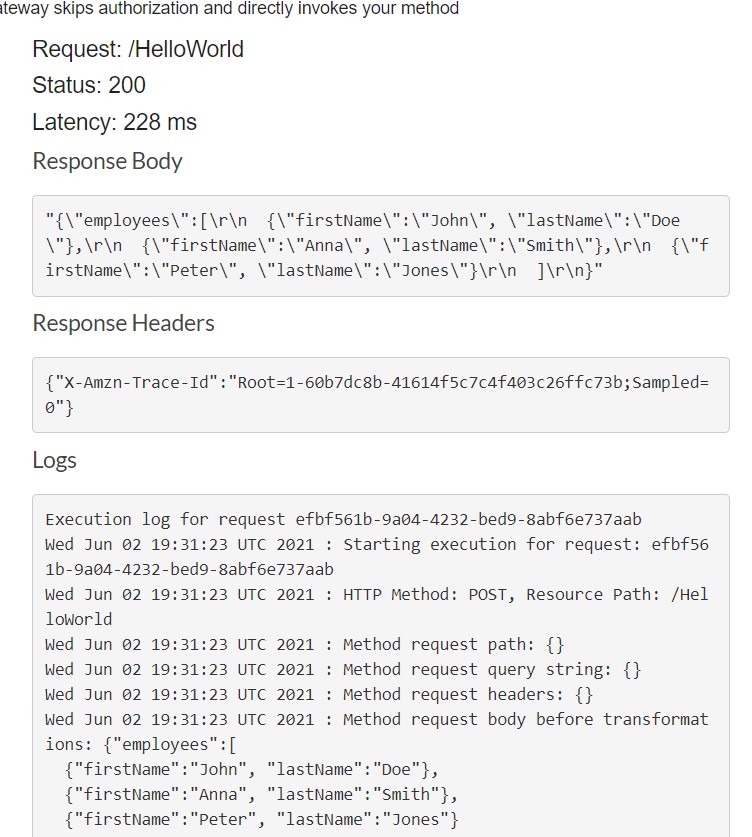 ateway skips authorization and directly invokes your method
Request: /HelloWorld
Status: 200
Latency: 228 ms
Response Body
"{\"employees\":[\r\n  {\"firstName\":\"John\", \"lastName\":\"Doe
\"},\r\n  {\"firstName\":\"Anna\", \"lastName\":\"Smith\"},\r\n  {\"f
irstName\":\"Peter\", \"lastName\":\"Jones\"}\r\n  ]\r\n}"
Response Headers
{"X-Amzn-Trace-Id":"Root=1-60b7dc8b-41614f5c7c4f403c26ffc73b;Sampled=
0"}
Logs
Execution log for request efbf561b-9a04-4232-bed9-8abf6e737aab
Wed Jun 02 19:31:23 UTC 2021 : Starting execution for request: efbf56
1b-9a04-4232-bed9-8abf6e737aab
Wed Jun 02 19:31:23 UTC 2021 : HTTP Method: POST, Resource Path: /Hel
loWorld
Wed Jun 02 19:31:23 UTC 2021 : Method request path: {}
Wed Jun 02 19:31:23 UTC 2021 : Method request query string: {}
Wed Jun 02 19:31:23 UTC 2021 : Method request headers: {}
Wed Jun 02 19:31:23 UTC 2021 : Method request body before transformat
ions: {"employees":[
  {"firstName":"John", "lastName":"Doe"},
  {"firstName":"Anna", "lastName":"Smith"},
  {"firstName":"Peter", "lastName":"Jones"}